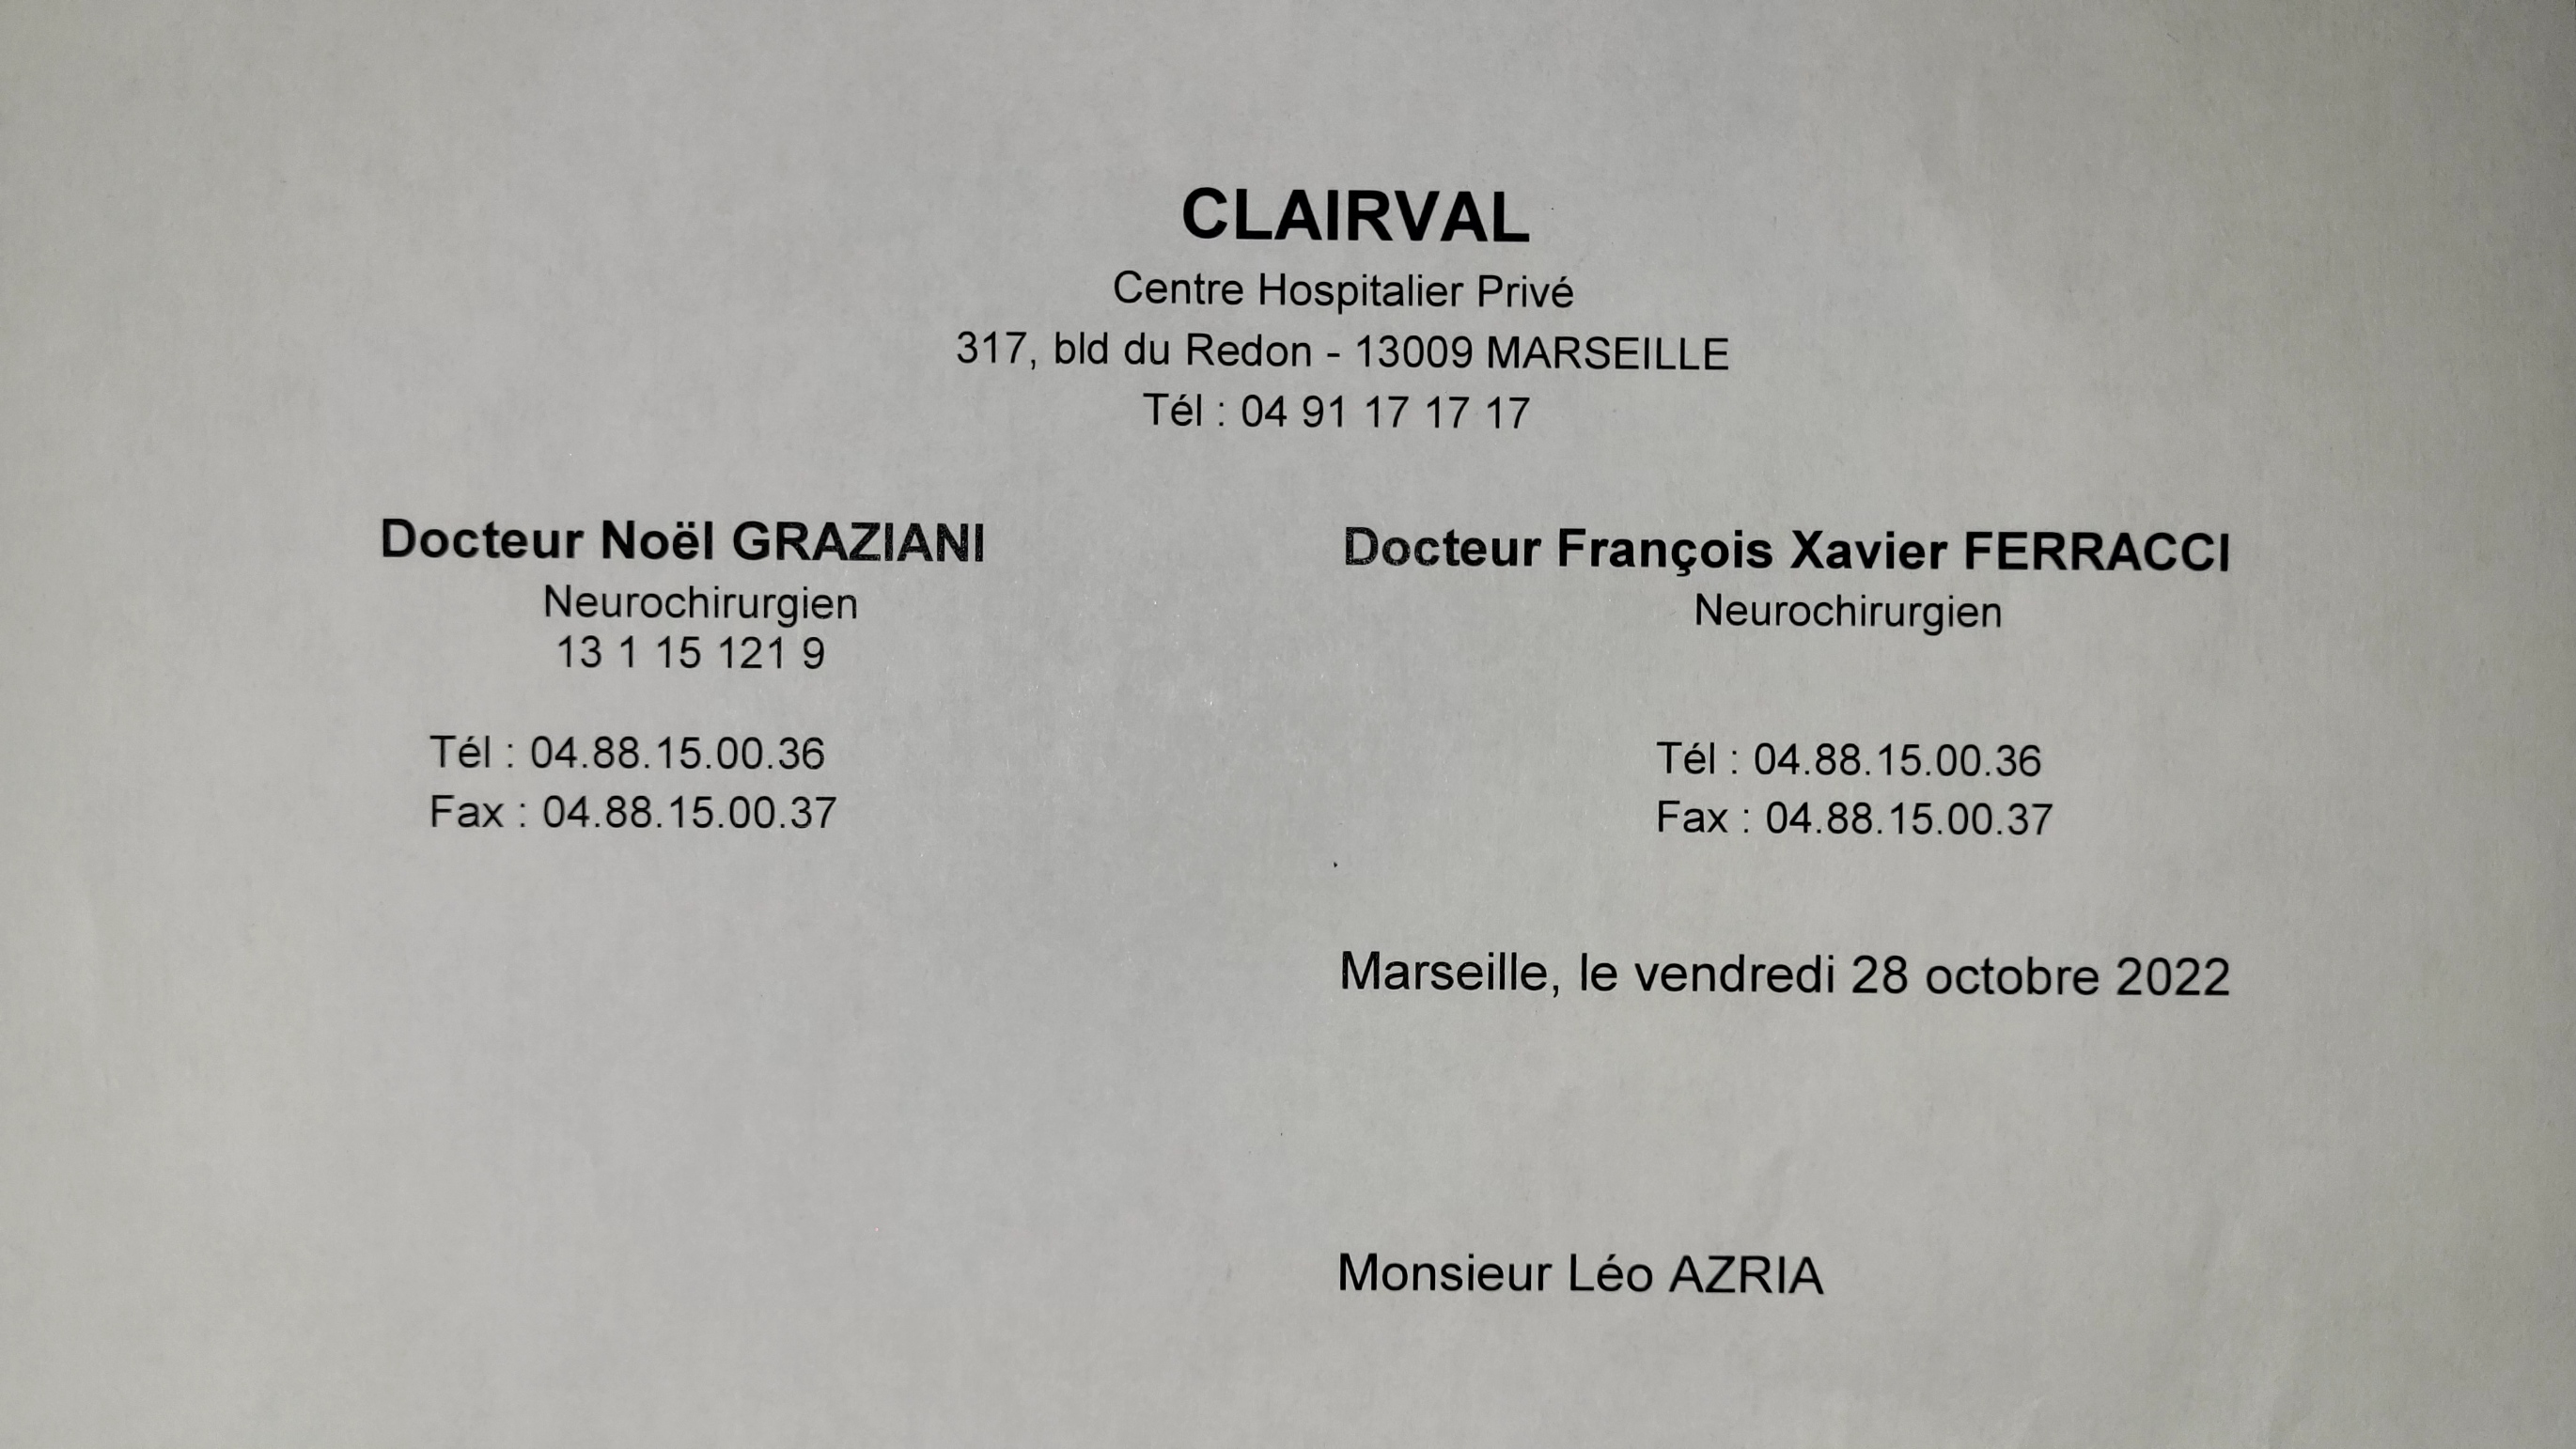 CLAIRVAL
Centre Hospitalier Privé
317, bld du Redon - 13009 MARSEILLE
Tél : 04 91 17 17 17
Docteur Noël GRAZIANI
Neurochirurgien
13 1 15 121 9
Tél : 04.88.15.00.36
Fax : 04.88.15.00.37
Docteur François Xavier FERRACCI
Neurochirurgien
Tél : 04.88.15.00.36
Fax : 04.88.15.00.37
Marseille, le vendredi 28 octobre 2022
Monsieur Léo AZRIA